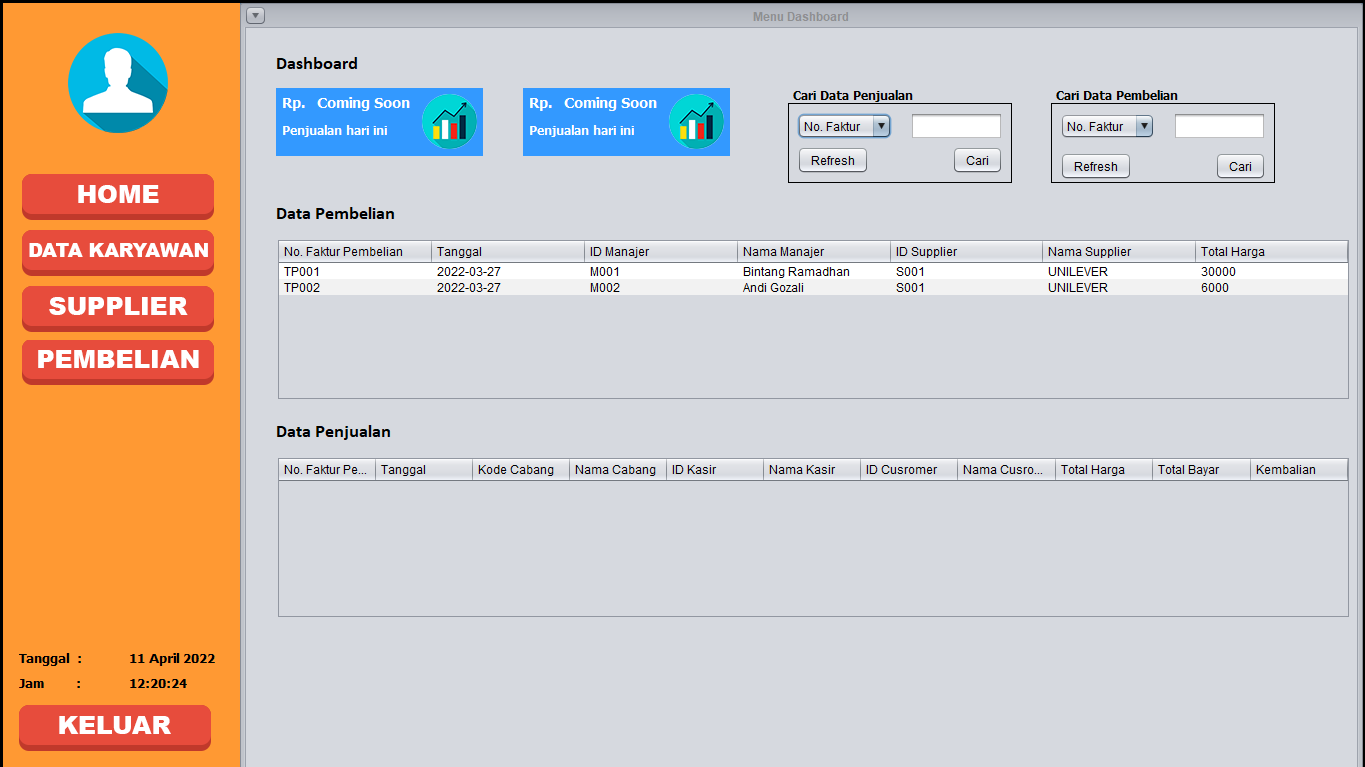 Menu Dashboard
HOME
DATA KARYAWAN
SUPPLIER
PEMBELIAN
Tanggal : 11 April 2022
Jam : 12:20:24
KELUAR
Dashboard
Rp. Coming Soon
Penjualan hari ini
Rp. Coming Soon
Penjualan hari ini
Cari Data Penjualan
No. Faktur
Refresh Cari
Cari Data Pembelian
No. Faktur
Refresh Cari
Data Pembelian
No. Faktur Pembelian Tanggal ID Manajer Nama Manajer ID Supplier Nama Supplier Total Harga
TP001 2022-03-27 M001 Bintang Ramadhan S001 UNILEVER 30000
TP002 2022-03-27 M002 Andi Gozali S001 UNILEVER 6000
Data Penjualan
No. Faktur Pe... Tanggal Kode Cabang Nama Cabang ID Kasir Nama Kasir ID Cusromer Nama Cusro... Total Harga Total Bayar Kembalian